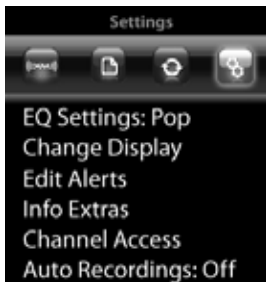 Settings
EQ Settings: Pop
Change Display
Edit Alerts
Info Extras
Channel Access
Auto Recordings: Off